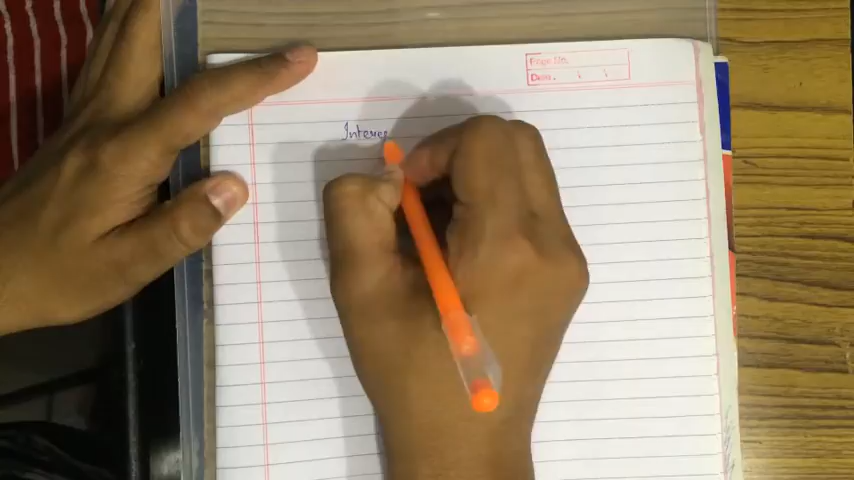 Page No.
Date. / /
Interes